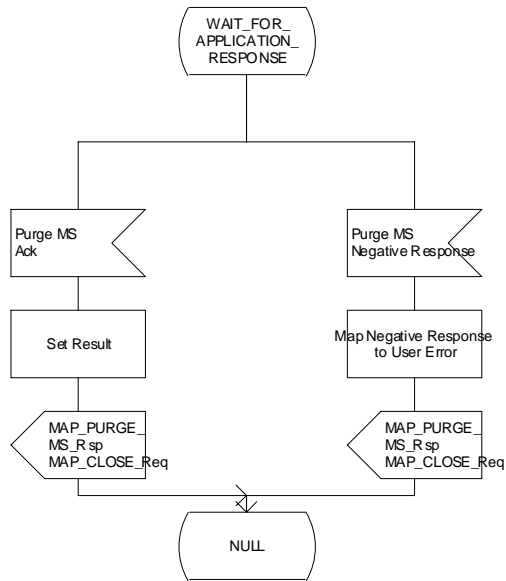 WAIT_FOR_
APPLICATION_
RESPONSE
Purge MS
Ack
Purge MS
Negative Response
Set Result
Map Negative Response
to User Error
MAP_PURGE_
MS_Rsp
MAP_CLOSE_Req
MAP_PURGE_
MS_Rsp
MAP_CLOSE_Req
NULL